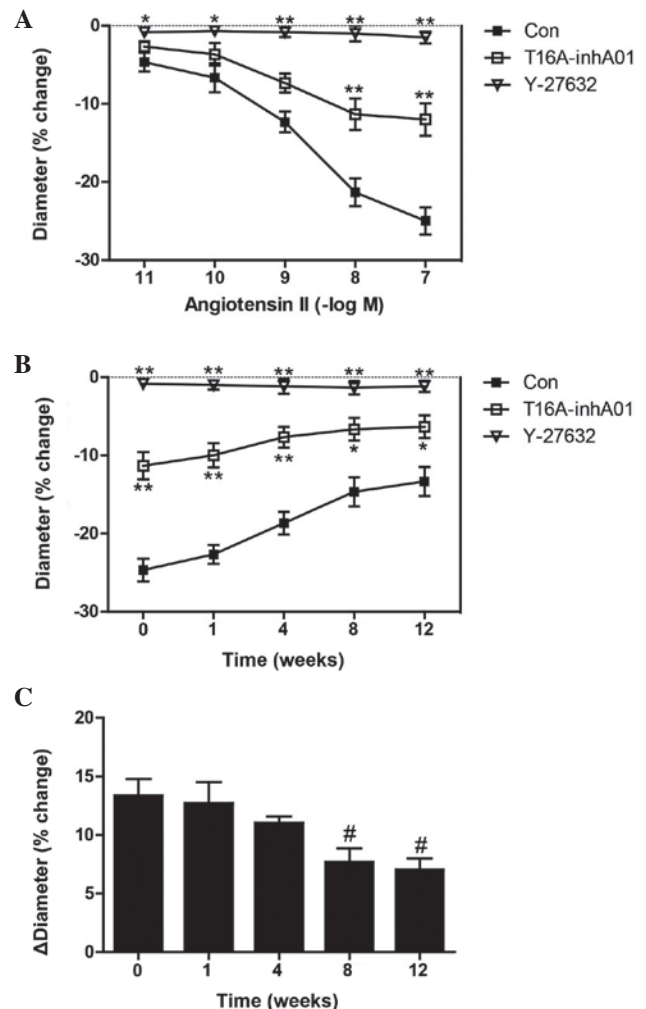 A
0
-10
-20
-30
Diameter (% change)
* * ** ** **
** **
11 10 9 8 7
Angiotensin II (-log M)
Con
T16A-inhA01
Y-27632
B
0
-10
-20
-30
Diameter (% change)
** ** ** ** **
** ** ** * *
0 1 4 8 12
Time (weeks)
Con
T16A-inhA01
Y-27632
C
20
15
10
5
0
ΔDiameter (% change)
# #
0 1 4 8 12
Time (weeks)